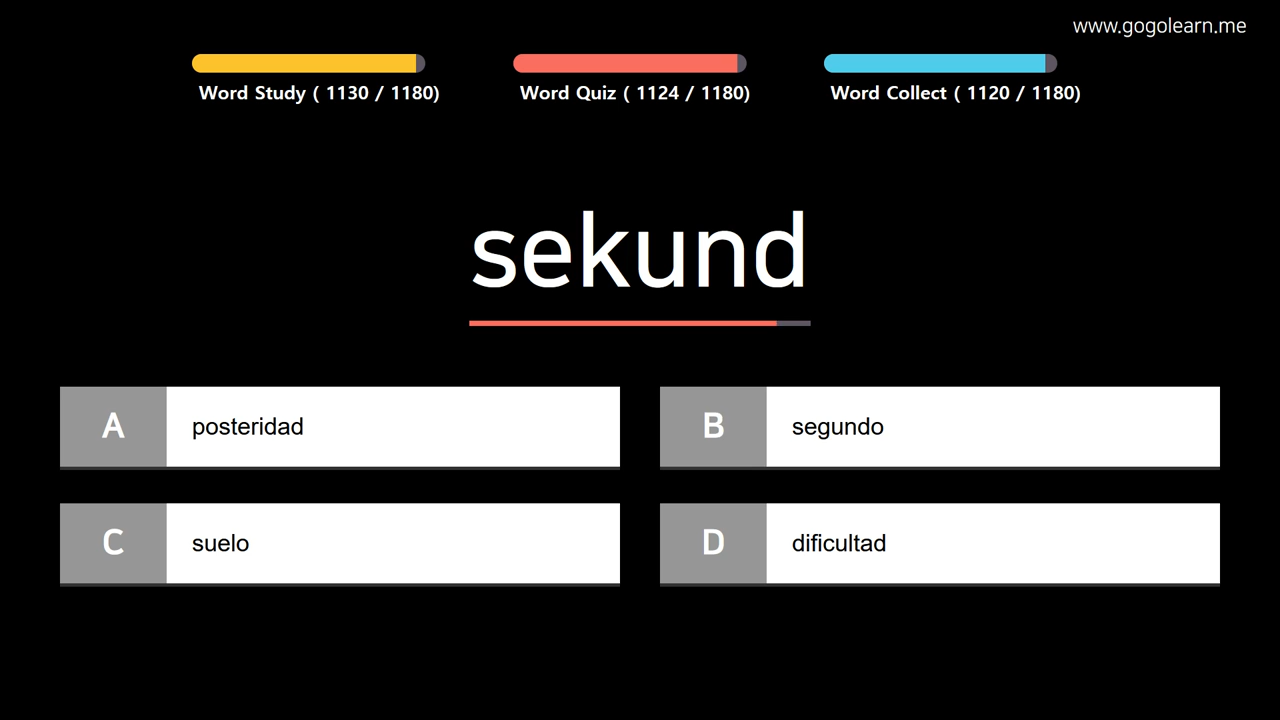 www.gogolearn.me
Word Study ( 1130 / 1180)
Word Quiz ( 1124 / 1180)
Word Collect ( 1120 / 1180)
sekund
A posteridad
B segundo
C suelo
D dificultad